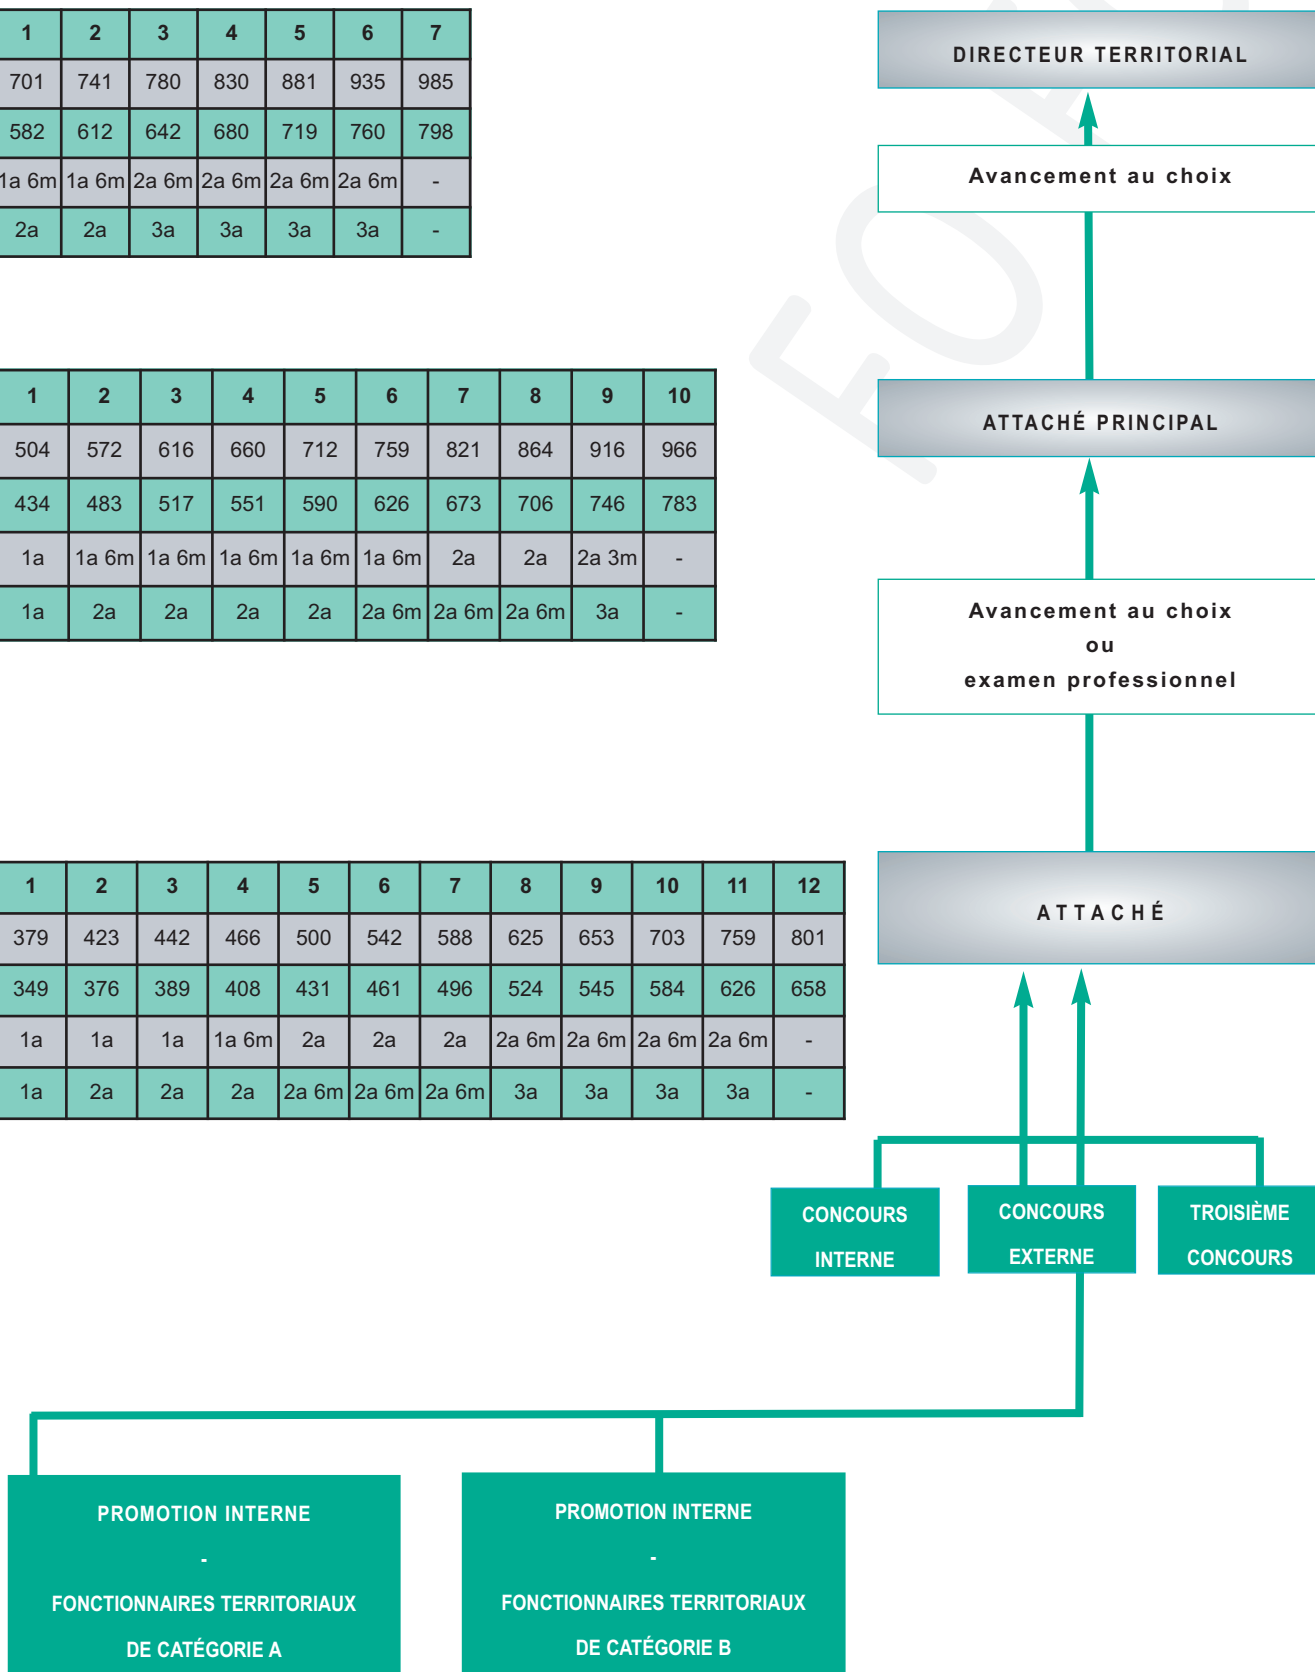 1 2 3 4 5 6 7
701 741 780 830 881 935 985
582 612 642 680 719 760 798
1a 6m 1a 6m 2a 6m 2a 6m 2a 6m 2a 6m -
2a 2a 3a 3a 3a 3a -
DIRECTEUR TERRITORIAL
Avancement au choix
1 2 3 4 5 6 7 8 9 10
504 572 616 660 712 759 821 864 916 966
434 483 517 551 590 626 673 706 746 783
1a 1a 6m 1a 6m 1a 6m 1a 6m 1a 6m 2a 2a 2a 3m -
1a 2a 2a 2a 2a 2a 6m 2a 6m 2a 6m 3a -
ATTACHÉ PRINCIPAL
Avancement au choix
ou
examen professionnel
1 2 3 4 5 6 7 8 9 10 11 12
379 423 442 466 500 542 588 625 653 703 759 801
349 376 389 408 431 461 496 524 545 584 626 658
1a 1a 1a 1a 6m 2a 2a 2a 2a 6m 2a 6m 2a 6m 2a 6m -
1a 2a 2a 2a 2a 6m 2a 6m 2a 6m 3a 3a 3a 3a -
ATTACHÉ
CONCOURS
INTERNE
CONCOURS
EXTERNE
TROISIÈME
CONCOURS
PROMOTION INTERNE
-
FONCTIONNAIRES TERRITORIAUX
DE CATÉGORIE A
PROMOTION INTERNE
-
FONCTIONNAIRES TERRITORIAUX
DE CATÉGORIE B